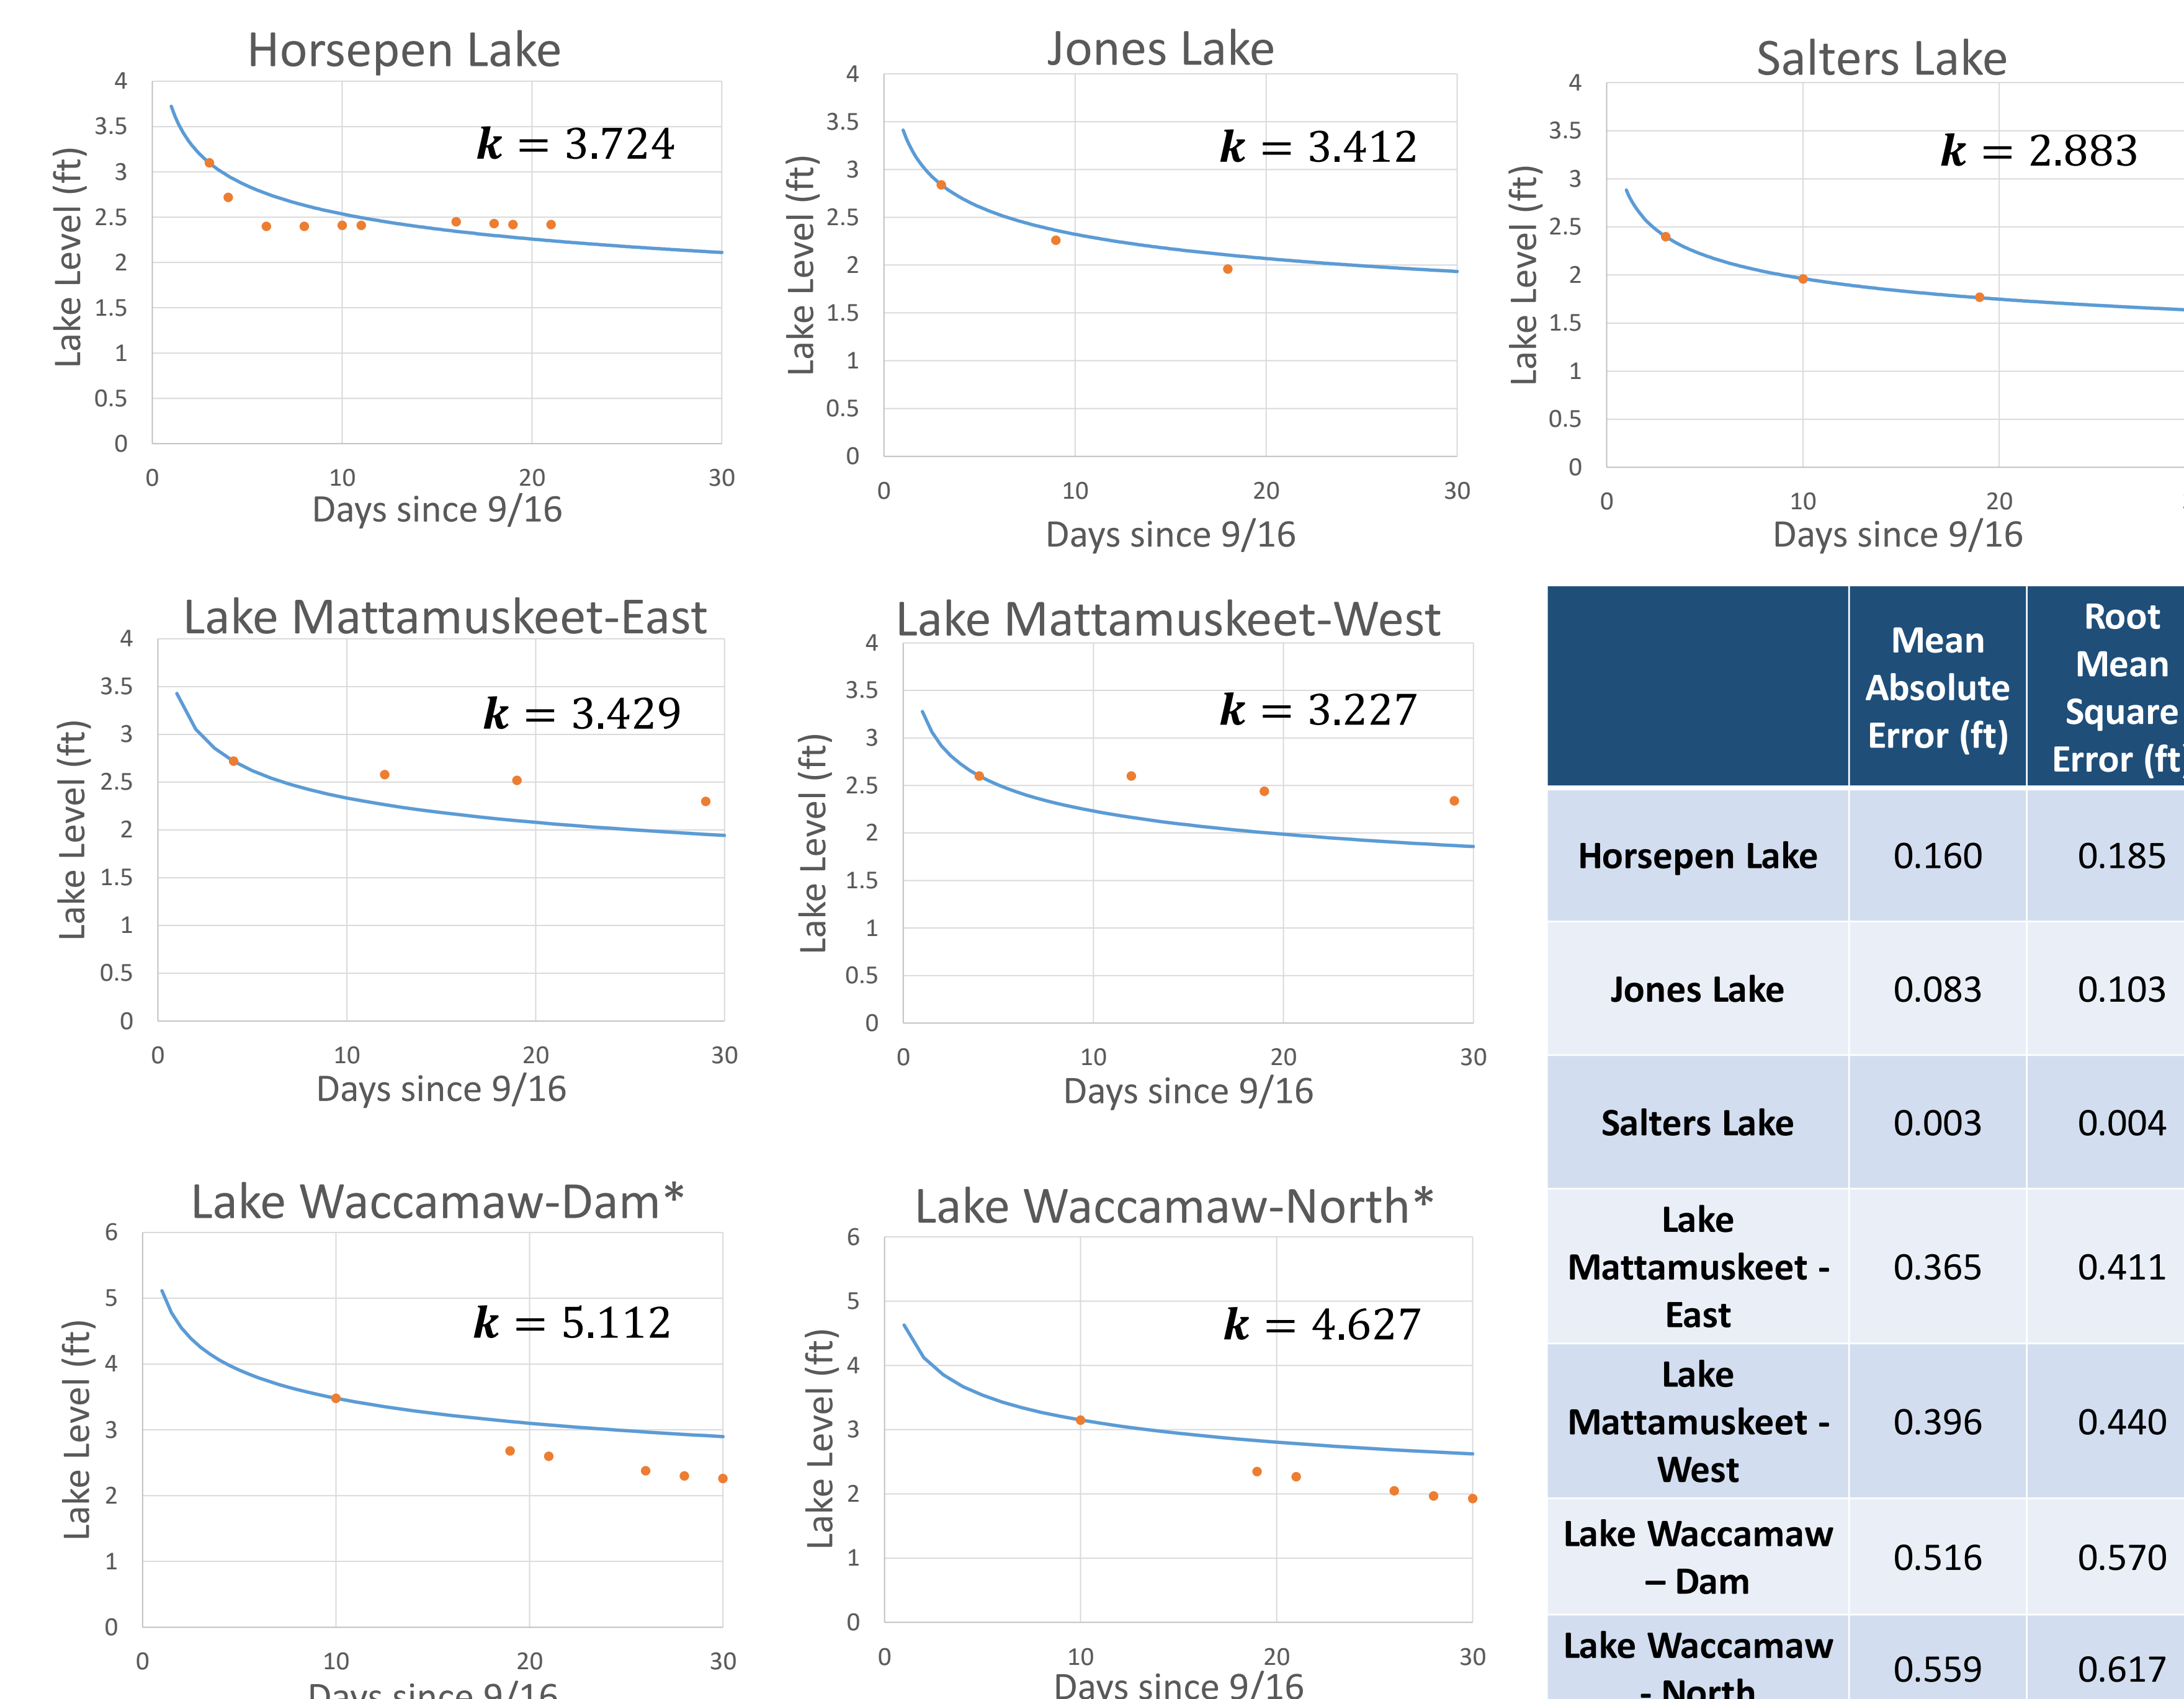 Horsepen Lake
4
3.5
3
2.5
2
1.5
1
0.5
0
Lake Level (ft)
k = 3.724
0 10 20 30
Days since 9/16
Jones Lake
4
3.5
3
2.5
2
1.5
1
0.5
0
Lake Level (ft)
k = 3.412
0 10 20 30
Days since 9/16
Salters Lake
4
3.5
3
2.5
2
1.5
1
0.5
0
Lake Level (ft)
k = 2.883
0 10 20
Days since 9/16
Lake Mattamuskeet-East
4
3.5
3
2.5
2
1.5
1
0.5
0
Lake Level (ft)
k = 3.429
0 10 20 30
Days since 9/16
Lake Mattamuskeet-West
4
3.5
3
2.5
2
1.5
1
0.5
0
Lake Level (ft)
k = 3.227
0 10 20 30
Days since 9/16
Lake Waccamaw-Dam*
6
5
4
3
2
1
0
Lake Level (ft)
k = 5.112
0 10 20 30
Days since 9/16
Lake Waccamaw-North*
6
5
4
3
2
1
0
Lake Level (ft)
k = 4.627
0 10 20 30
Days since 9/16
Mean
Absolute
Error (ft)
Root
Mean
Square
Error (ft)
Horsepen Lake 0.160 0.185
Jones Lake 0.083 0.103
Salters Lake 0.003 0.004
Lake
Mattamuskeet -
East
0.365 0.411
Lake
Mattamuskeet -
West
0.396 0.440
Lake Waccamaw
– Dam
0.516 0.570
Lake Waccamaw
- North
0.559 0.617